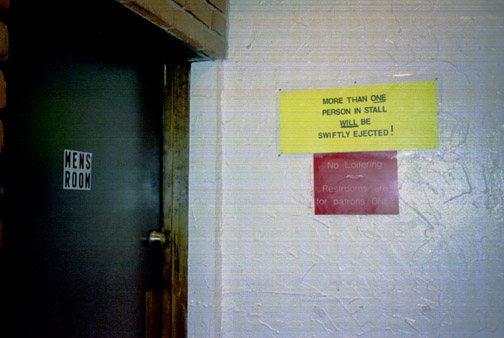 MENS
ROOM
MORE THAN ONE
PERSON IN STALL
WILL BE
SWIFTLY EJECTED!
No Loitering
Restrooms are
for patrons Only